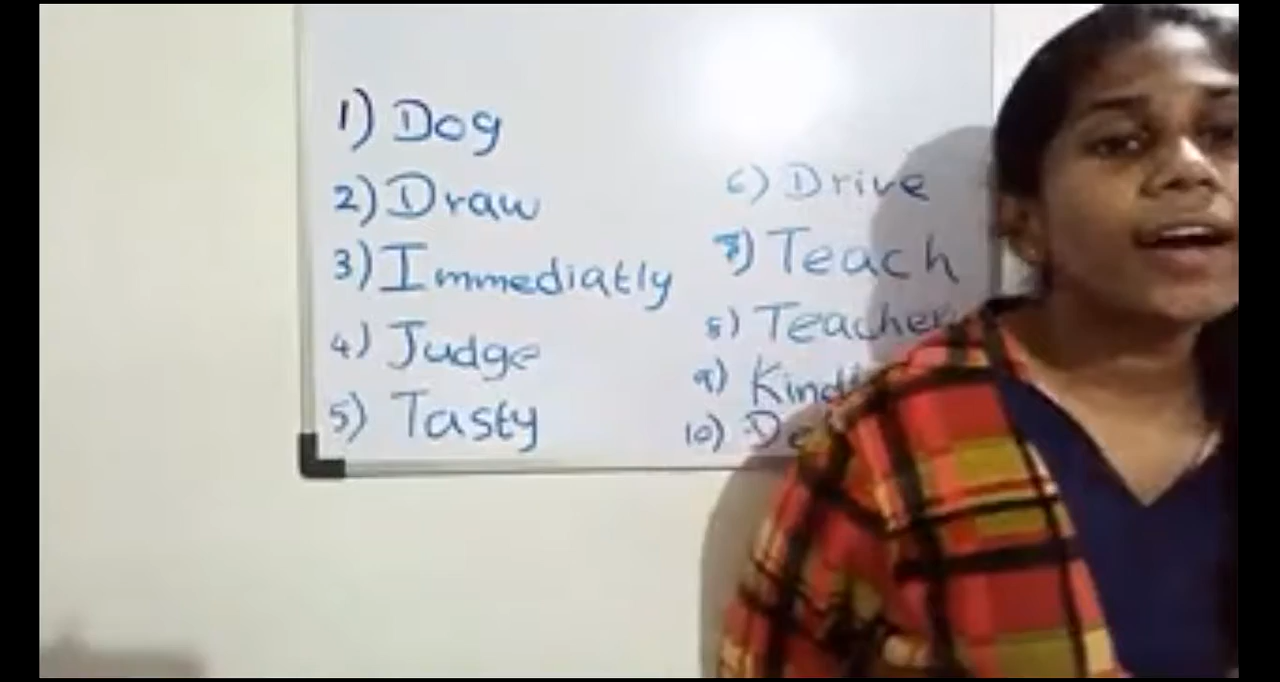 1) Dog
2) Draw
3) Immediatly
4) Judge
5) Tasty
6) Drive
7) Teach
8) Teacher
9)
10)